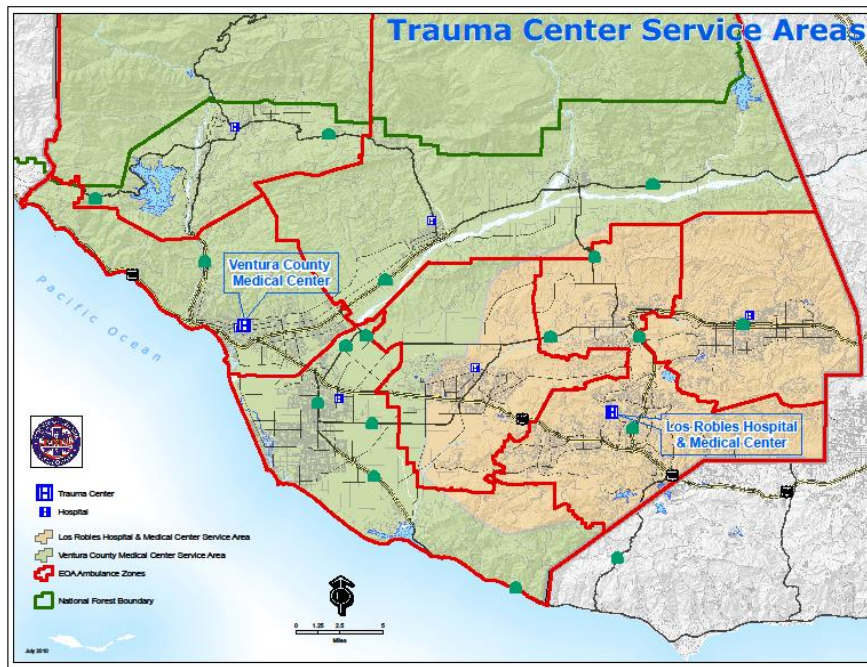 Trauma Center Service Areas
Pacific Ocean
Ventura County
Medical Center
Los Robles Hospital
& Medical Center
Trauma Center
Hospital
Los Robles Hospital & Medical Center Service Area
Ventura County Medical Center Service Area
EOA Ambulance Zones
National Forest Boundary
0 1.25 2.5 5
Miles
July 2010